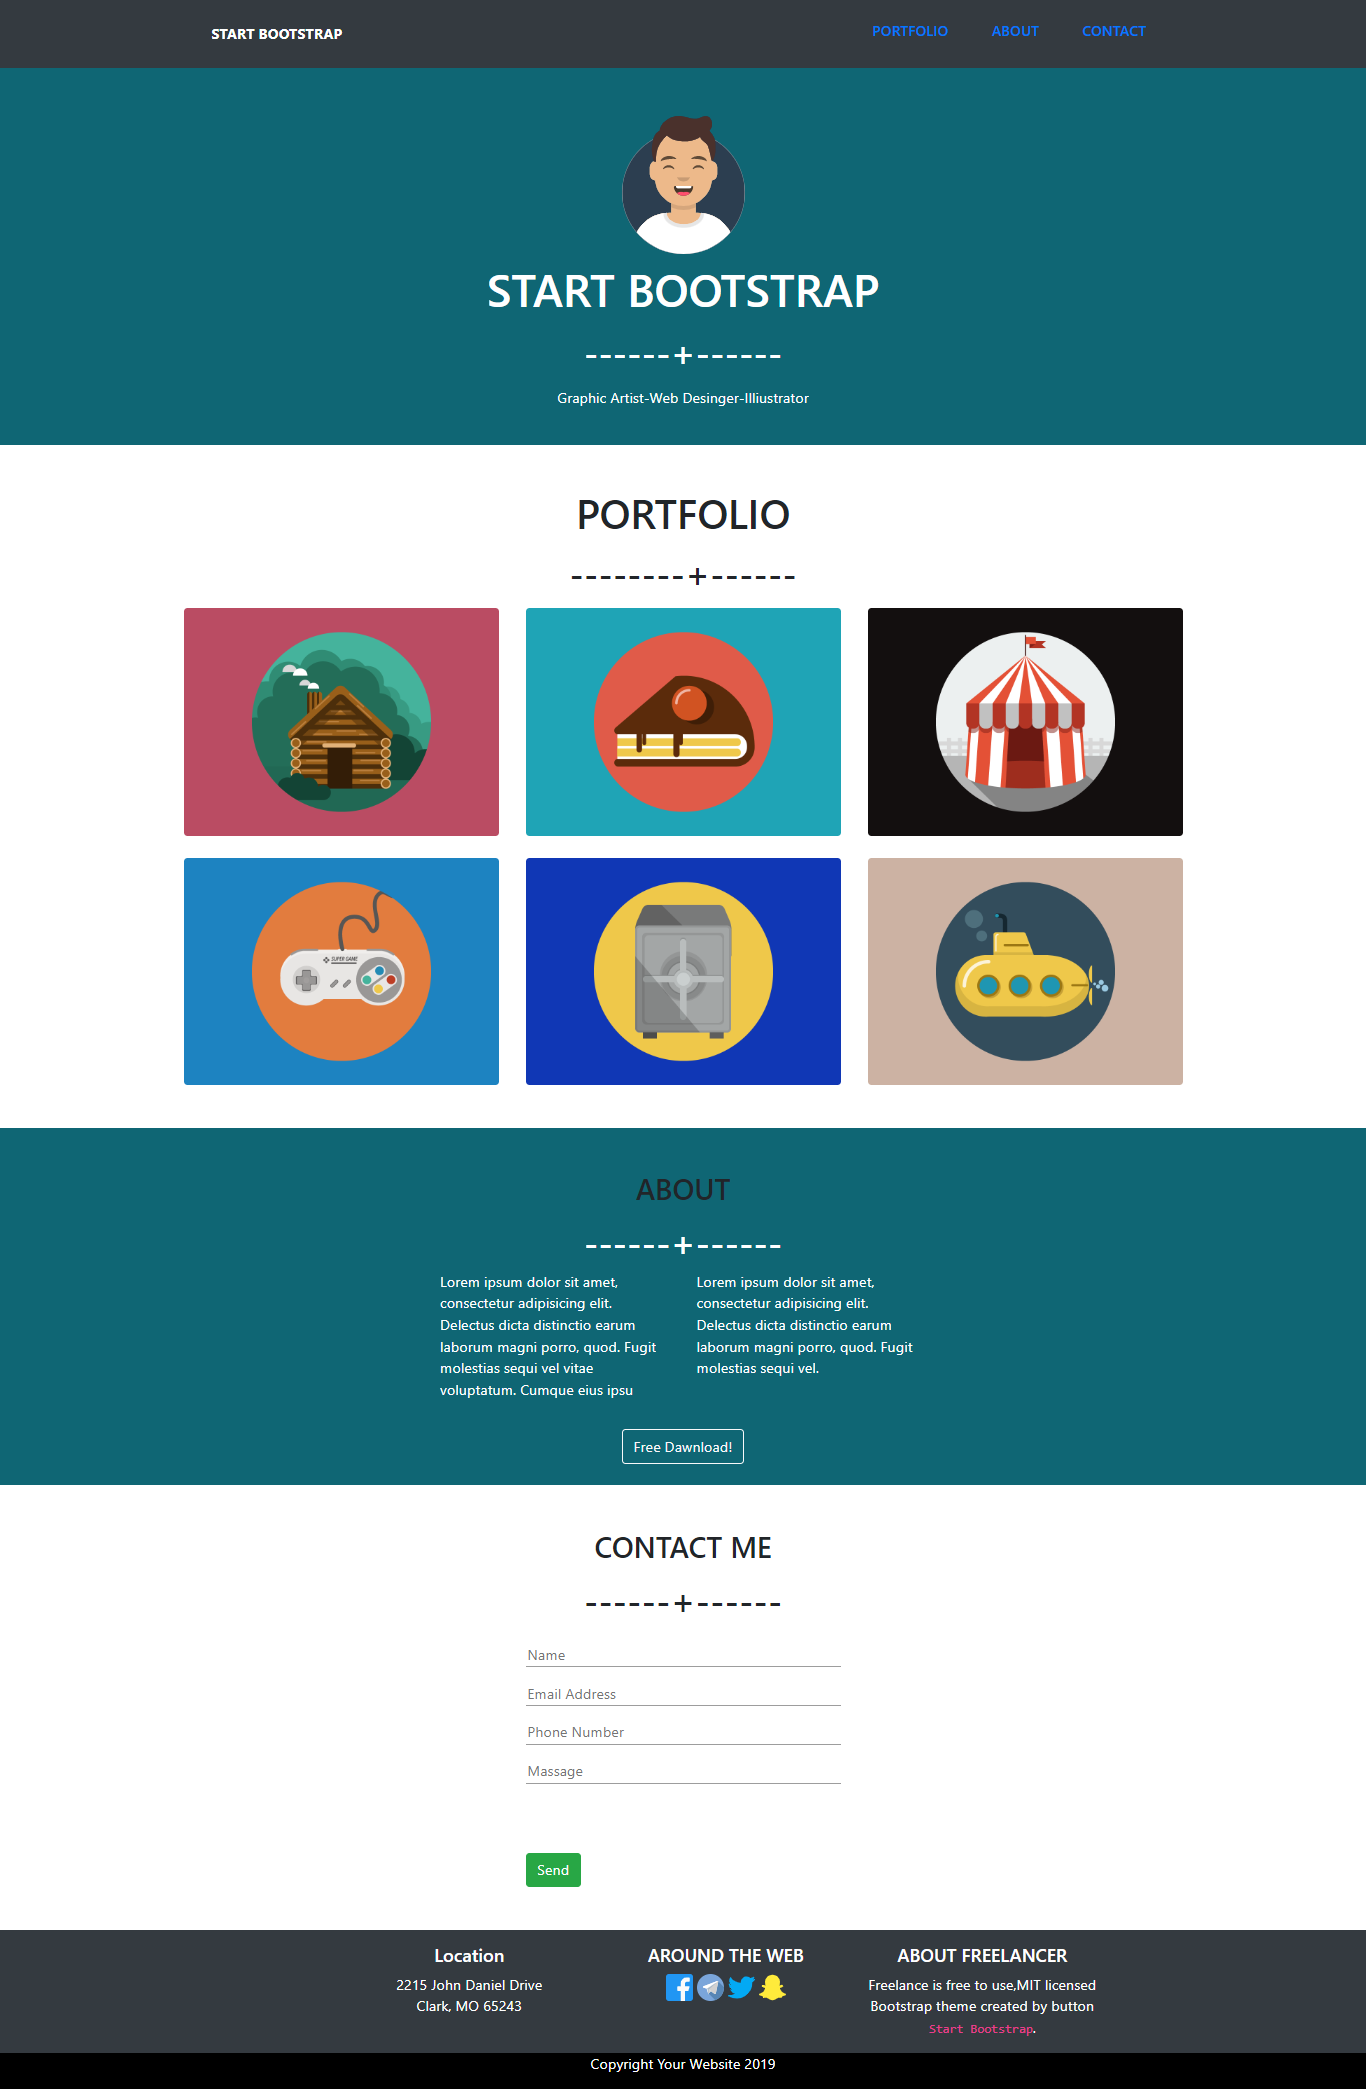 START BOOTSTRAP
PORTFOLIO ABOUT CONTACT
START BOOTSTRAP
------+------
Graphic Artist-Web Desinger-Illiustrator
PORTFOLIO
--------+------
SUPER GAME
ABOUT
------+------
Lorem ipsum dolor sit amet,
consectetur adipisicing elit.
Delectus dicta distinctio earum
laborum magni porro, quod. Fugit
molestias sequi vel vitae
voluptatum. Cumque eius ipsu
Lorem ipsum dolor sit amet,
consectetur adipisicing elit.
Delectus dicta distinctio earum
laborum magni porro, quod. Fugit
molestias sequi vel.
Free Dawnload!
CONTACT ME
------+------
Name
Email Address
Phone Number
Massage
Send
Location
2215 John Daniel Drive
Clark, MO 65243
AROUND THE WEB
ABOUT FREELANCER
Freelance is free to use,MIT licensed
Bootstrap theme created by button
Start Bootstrap.
Copyright Your Website 2019